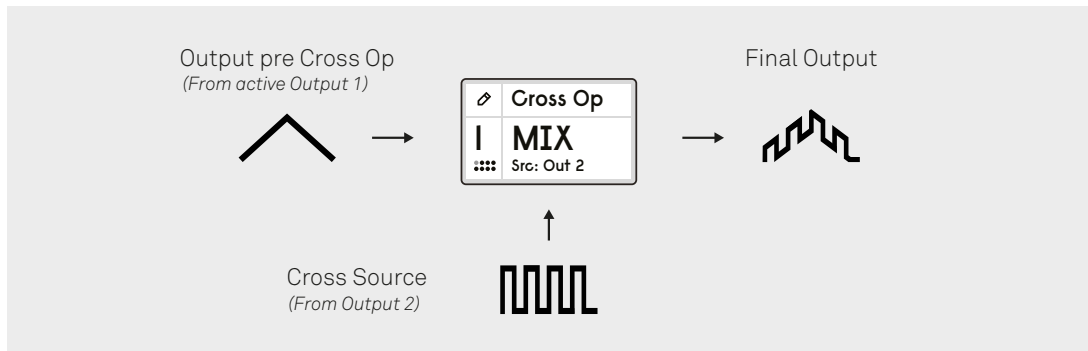 Output pre Cross Op
(From active Output 1)
Final Output
Cross Op
1
MIX
Src: Out 2
Cross Source
(From Output 2)